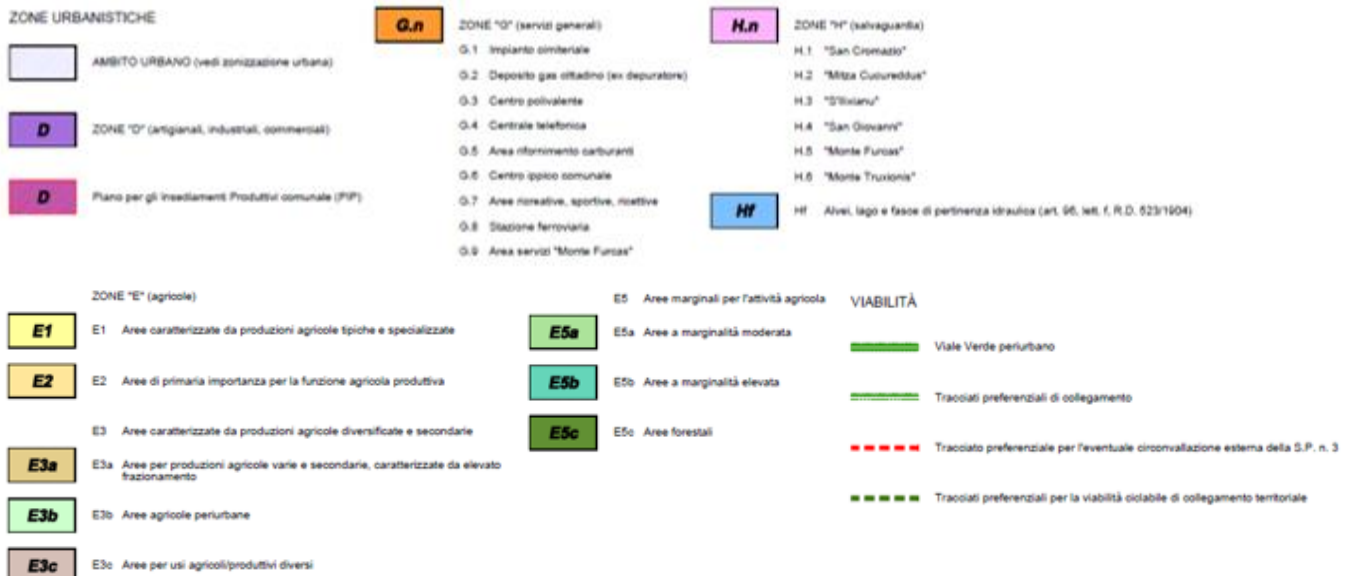 ZONE URBANISTICHE
AMBITO URBANO (vedi zonizzazione urbana)
D
ZONE "D" (artigianali, industriali, commerciali)
D
Piano per gli Insediamenti Produttivi comunale (PIP)
G.n
ZONE "G" (servizi generali)
G.1 Impianto cimiteriale
G.2 Deposito gas cittadino (ex depuratore)
G.3 Centro polivalente
G.4 Centrale telefonica
G.5 Area rifornimento carburanti
G.6 Centro ippico comunale
G.7 Aree ricreative, sportive, ricettive
G.8 Stazione ferroviaria
G.9 Area servizi "Monte Furcas"
H.n
ZONE "H" (salvaguardia)
H.1 "San Cromazio"
H.2 "Mitza Cucureddus"
H.3 "S'Ilixianu"
H.4 "San Giovanni"
H.5 "Monte Furcas"
H.6 "Monte Truxionis"
Hf
Hf Alvei, lago e fasce di pertinenza idraulica (art. 96, lett. f, R.D. 523/1904)
ZONE "E" (agricole)
E1
E1 Aree caratterizzate da produzioni agricole tipiche e specializzate
E2
E2 Aree di primaria importanza per la funzione agricola produttiva
E3 Aree caratterizzate da produzioni agricole diversificate e secondarie
E3a
E3a Aree per produzioni agricole varie e secondarie, caratterizzate da elevato
frazionamento
E3b
E3b Aree agricole periurbane
E3c
E3c Aree per usi agricoli/produttivi diversi
E5 Aree marginali per l'attività agricola
E5a
E5a Aree a marginalità moderata
E5b
E5b Aree a marginalità elevata
E5c
E5c Aree forestali
VIABILITÀ
Viale Verde periurbano
Tracciati preferenziali di collegamento
Tracciato preferenziale per l'eventuale circonvallazione esterna della S.P. n. 3
Tracciati preferenziali per la viabilità ciclabile di collegamento territoriale